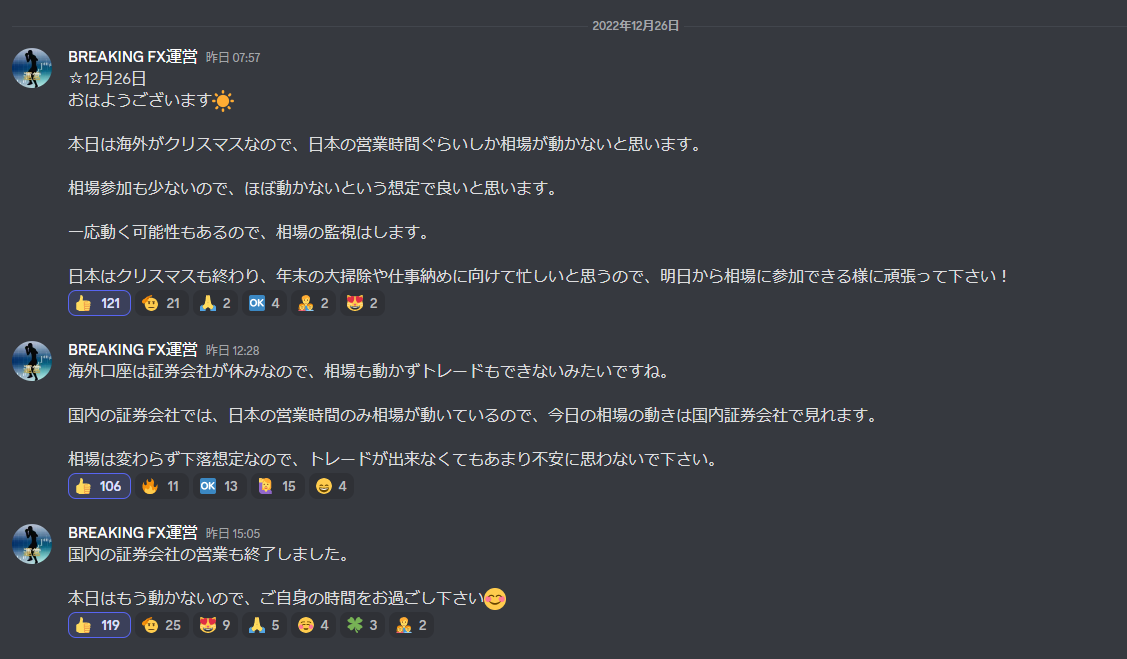 2022年12月26日
BREAKING FX運営 昨日 07:57
☆12月26日
おはようございます☀️
本日は海外がクリスマスなので、日本の営業時間ぐらいしか相場が動かないと思います。
相場参加も少ないので、ほぼ動かないという想定で良いと思います。
一応動く可能性もあるので、相場の監視はします。
日本はクリスマスも終わり、年末の大掃除や仕事納めに向けて忙しいと思うので、明日から相場に参加できる様に頑張って下さい！
👍 121 🫡 21 🙏 2 🆗 4 🧑‍🍼 2 😻 2
運営
BREAKING FX運営 昨日 12:28
海外口座は証券会社が休みなので、相場も動かずトレードもできないみたいですね。
国内の証券会社では、日本の営業時間のみ相場が動いているので、今日の相場の動きは国内証券会社で見れます。
相場は変わらず下落想定なので、トレードが出来なくてもあまり不安に思わないで下さい。
👍 106 🔥 11 🆗 13 🙋‍♀️ 15 😄 4
運営
BREAKING FX運営 昨日 15:05
国内の証券会社の営業も終了しました。
本日はもう動かないので、ご自身の時間をお過ごし下さい😊
👍 119 🫡 25 😻 9 🙏 5 🥰 4 🍀 3 🧑‍🍼 2
運営